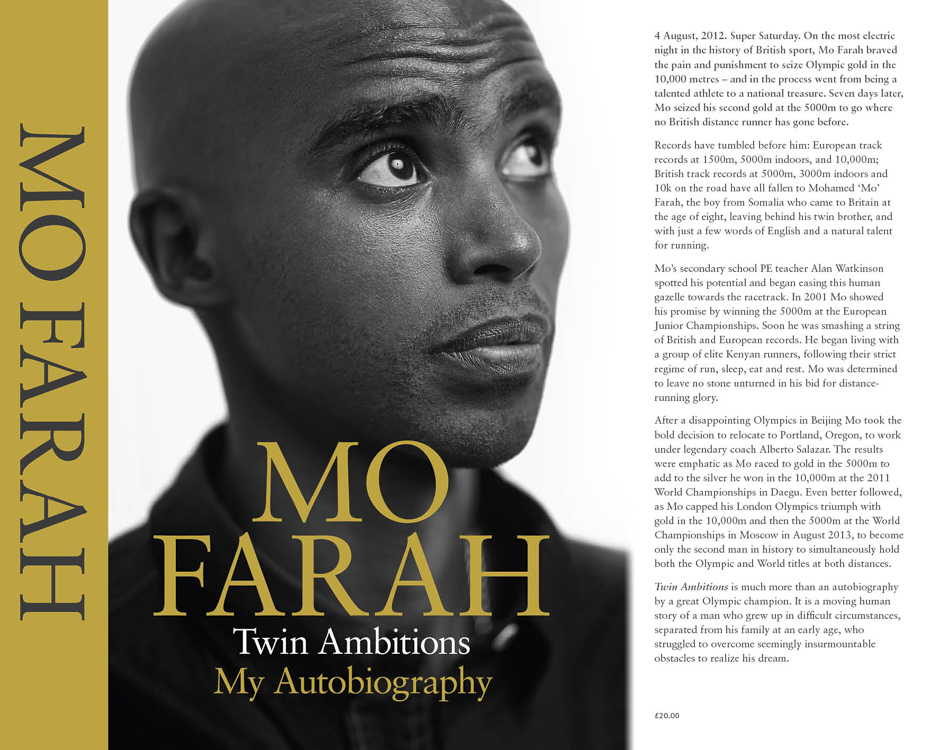 MO FARAH
MO
FARAH
Twin Ambitions
My Autobiography
4 August, 2012. Super Saturday. On the most electric
night in the history of British sport, Mo Farah braved
the pain and punishment to seize Olympic gold in the
10,000 metres – and in the process went from being a
talented athlete to a national treasure. Seven days later,
Mo seized his second gold at the 5000m to go where
no British distance runner has gone before.
Records have tumbled before him: European track
records at 1500m, 5000m indoors, and 10,000m;
British track records at 5000m, 3000m indoors and
10k on the road have all fallen to Mohamed ‘Mo’
Farah, the boy from Somalia who came to Britain at
the age of eight, leaving behind his twin brother, and
with just a few words of English and a natural talent
for running.
Mo’s secondary school PE teacher Alan Watkinson
spotted his potential and began easing this human
gazelle towards the racetrack. In 2001 Mo showed
his promise by winning the 5000m at the European
Junior Championships. Soon he was smashing a string
of British and European records. He began living with
a group of elite Kenyan runners, following their strict
regime of run, sleep, eat and rest. Mo was determined
to leave no stone unturned in his bid for distance-
running glory.
After a disappointing Olympics in Beijing Mo took the
bold decision to relocate to Portland, Oregon, to work
under legendary coach Alberto Salazar. The results
were emphatic as Mo raced to gold in the 5000m to
add to the silver he won in the 10,000m at the 2011
World Championships in Daegu. Even better followed,
as Mo capped his London Olympics triumph with
gold in the 10,000m and then the 5000m at the World
Championships in Moscow in August 2013, to become
only the second man in history to simultaneously hold
both the Olympic and World titles at both distances.
Twin Ambitions is much more than an autobiography
by a great Olympic champion. It is a moving human
story of a man who grew up in difficult circumstances,
separated from his family at an early age, who
struggled to overcome seemingly insurmountable
obstacles to realize his dream.
£20.00